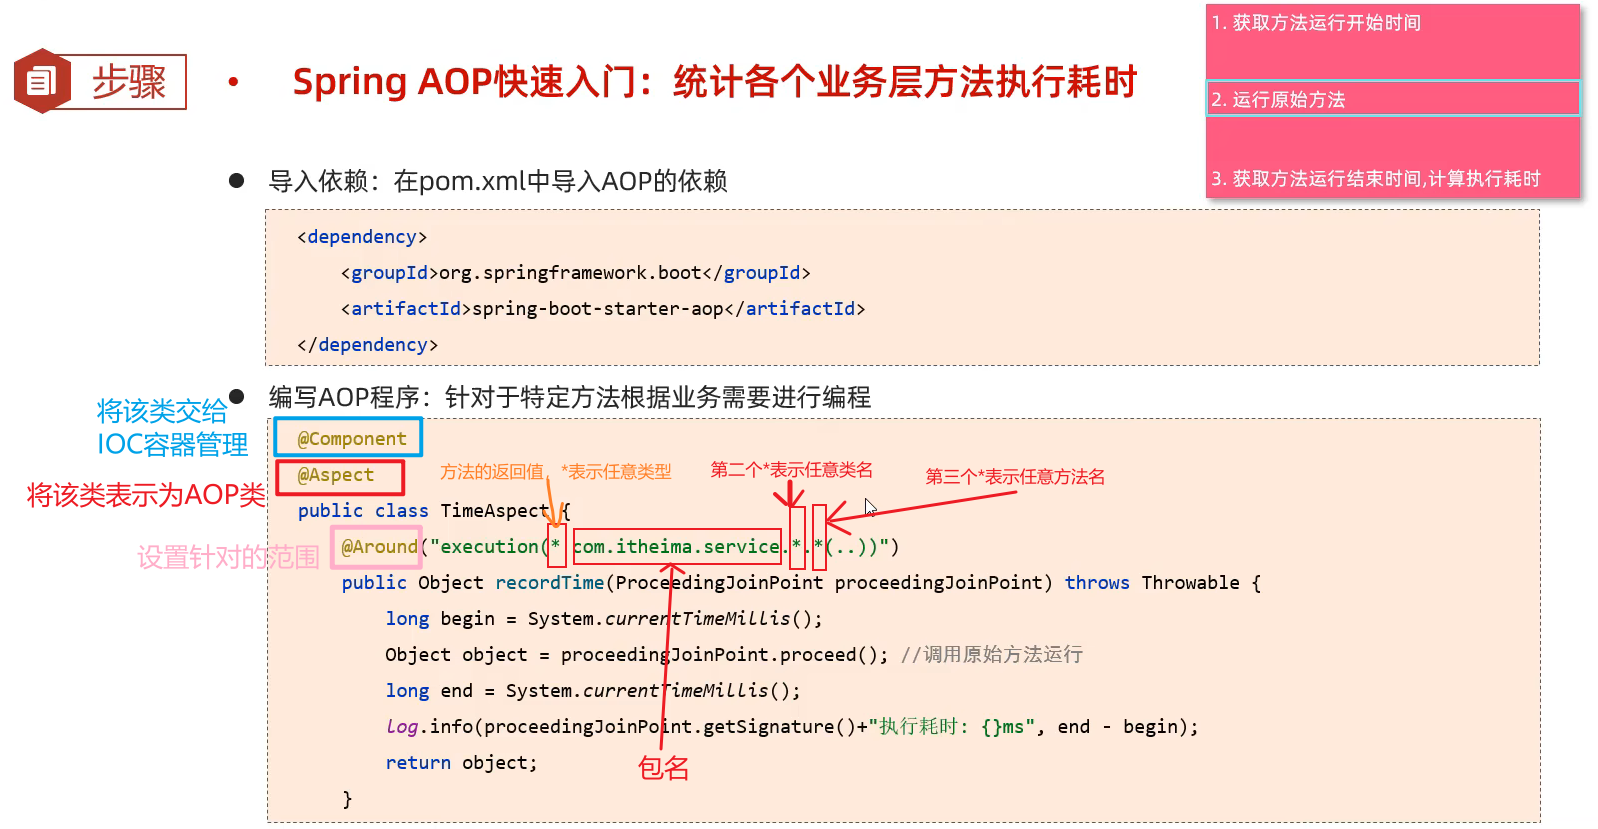 步骤
• Spring AOP快速入门：统计各个业务层方法执行耗时
1. 获取方法运行开始时间
2. 运行原始方法
3. 获取方法运行结束时间,计算执行耗时
● 导入依赖：在pom.xml中导入AOP的依赖
<dependency>
    <groupId>org.springframework.boot</groupId>
    <artifactId>spring-boot-starter-aop</artifactId>
</dependency>
● 编写AOP程序：针对于特定方法根据业务需要进行编程
将该类交给
IOC容器管理
@Component
将该类表示为AOP类
@Aspect
方法的返回值，*表示任意类型
第二个*表示任意类名
第三个*表示任意方法名
public class TimeAspect {
设置针对的范围
    @Around("execution(* com.itheima.service.*.*(..))")
    public Object recordTime(ProceedingJoinPoint proceedingJoinPoint) throws Throwable {
        long begin = System.currentTimeMillis();
        Object object = proceedingJoinPoint.proceed(); //调用原始方法运行
        long end = System.currentTimeMillis();
        log.info(proceedingJoinPoint.getSignature()+"执行耗时: {}ms", end - begin);
        return object;
包名
    }